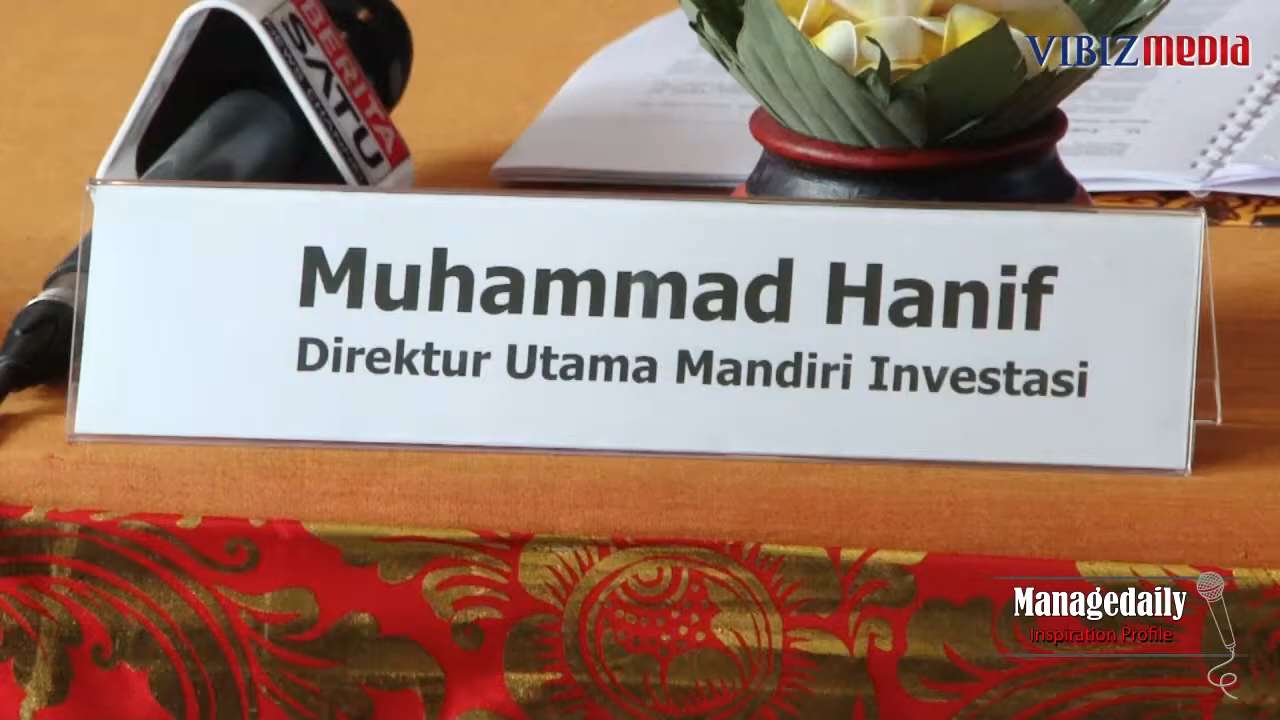 BERITA
SATU
VIBIZMEDIA
Muhammad Hanif
Direktur Utama Mandiri Investasi
Managedaily
Inspiration Profile